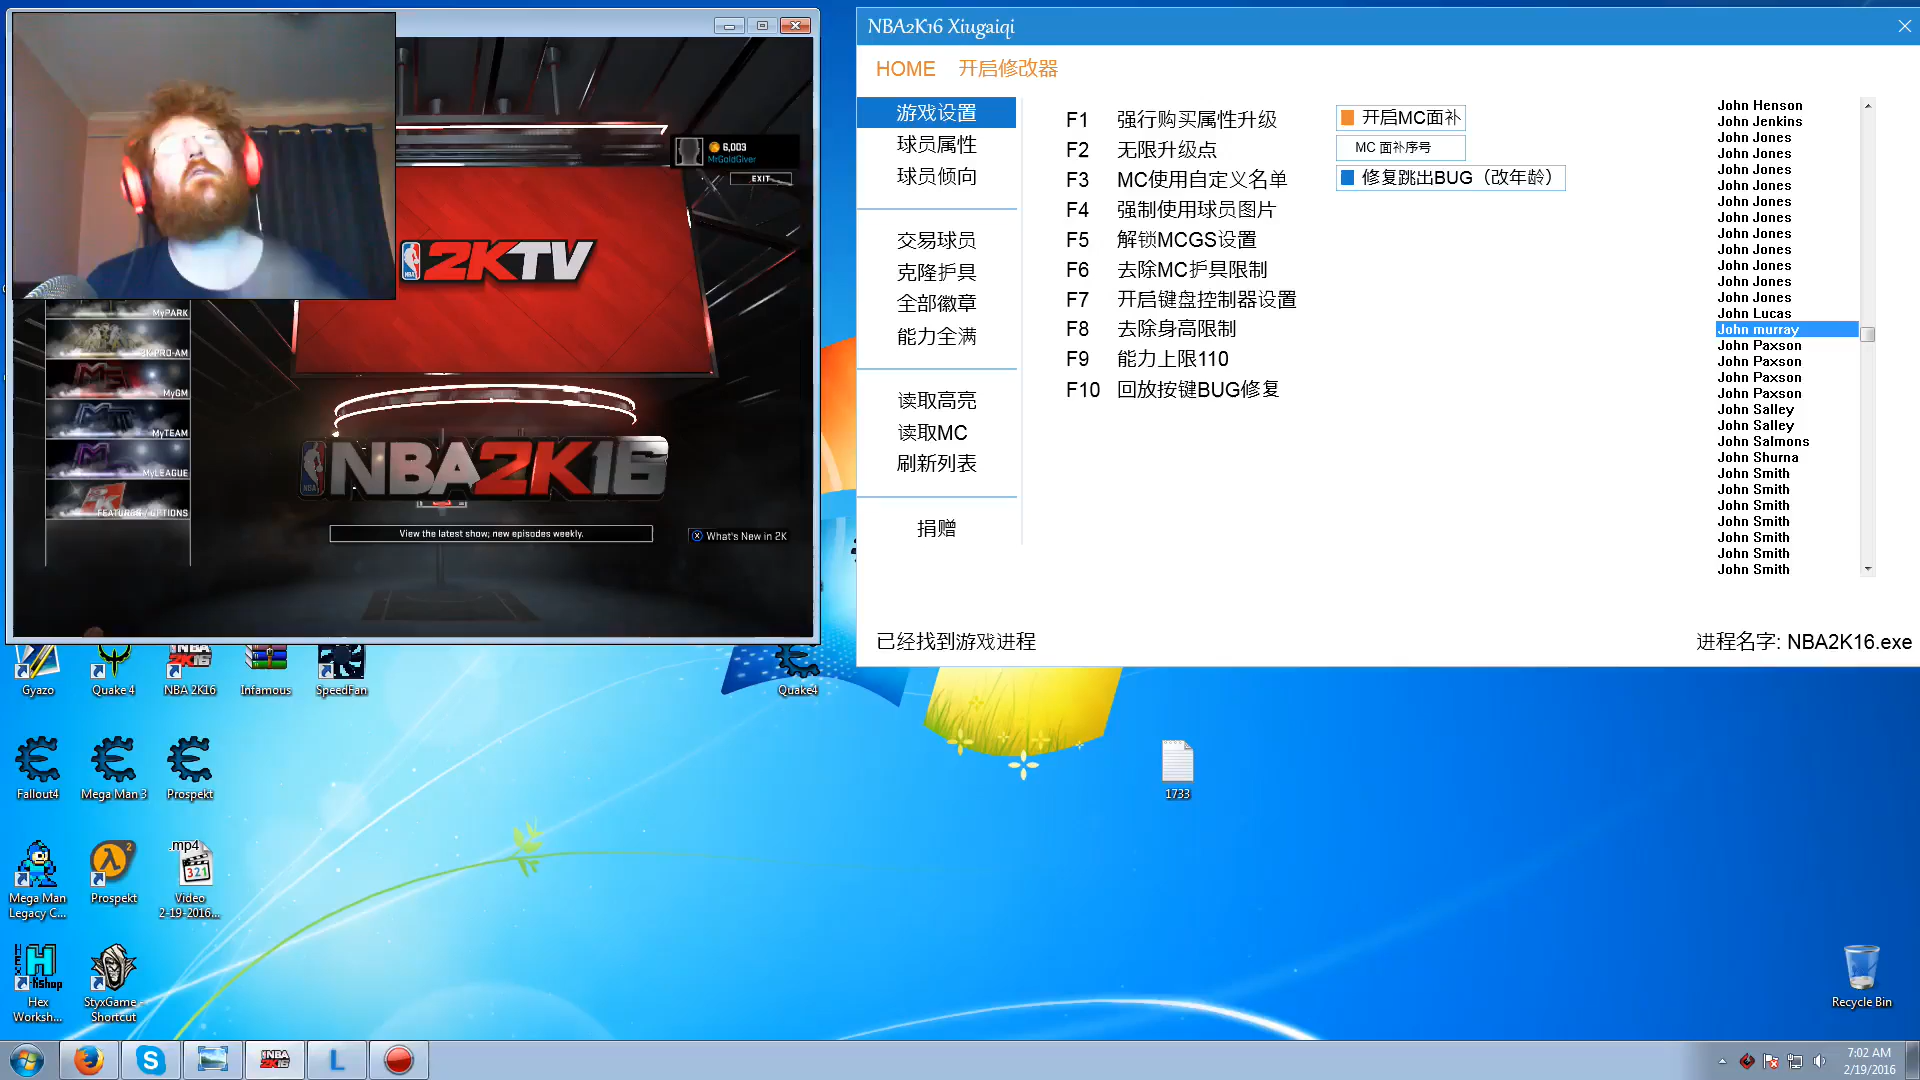 6,003
MrGoldGiver
EXIT
NBA 2KTV
MyPARK
2K PRO-AM
MyGM
MyTEAM
MyLEAGUE
FEATURES / OPTIONS
NBA2K16
View the latest show; new episodes weekly.
What's New in 2K
NBA2K16 Xiugaiqi
HOME 开启修改器
游戏设置
球员属性
球员倾向
交易球员
克隆护具
全部徽章
能力全满
读取高亮
读取MC
刷新列表
捐赠
F1 强行购买属性升级
F2 无限升级点
F3 MC使用自定义名单
F4 强制使用球员图片
F5 解锁MCGS设置
F6 去除MC护具限制
F7 开启键盘控制器设置
F8 去除身高限制
F9 能力上限110
F10 回放按键BUG修复
开启MC面补
MC 面补序号
修复跳出BUG（改年龄）
John Henson
John Jenkins
John Jones
John Jones
John Jones
John Jones
John Jones
John Jones
John Jones
John Jones
John Jones
John Jones
John Jones
John Lucas
John murray
John Paxson
John Paxson
John Paxson
John Paxson
John Salley
John Salley
John Salmons
John Shurna
John Smith
John Smith
John Smith
John Smith
John Smith
John Smith
John Smith
已经找到游戏进程
进程名字: NBA2K16.exe
Gyazo
Quake 4
NBA 2K16
Infamous
SpeedFan
Quake4
Fallout4
Mega Man 3
Prospekt
1733
Mega Man
Legacy C...
Prospekt
.mp4
321
Video
2-19-2016...
Hex
Worksh...
StyxGame -
Shortcut
Recycle Bin
NBA
2K16
7:02 AM
2/19/2016